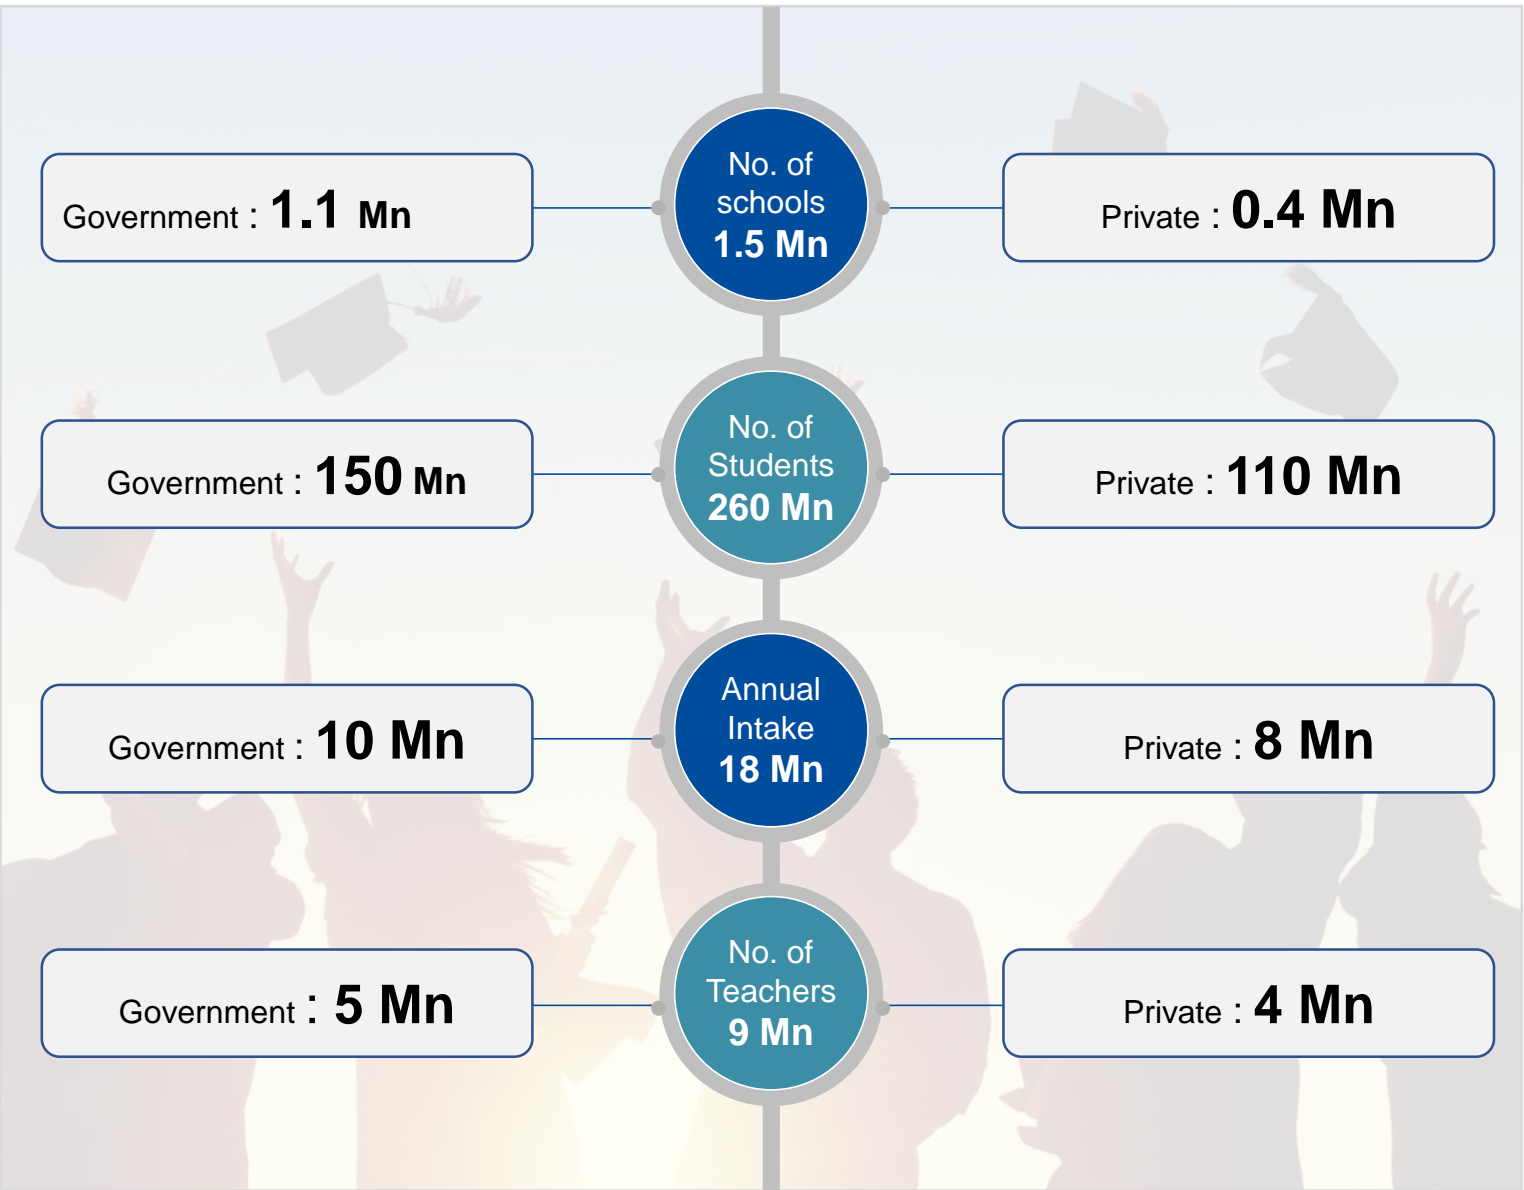 No. of
schools
1.5 Mn
Government : 1.1 Mn
Private : 0.4 Mn
No. of
Students
260 Mn
Government : 150 Mn
Private : 110 Mn
Annual
Intake
18 Mn
Government : 10 Mn
Private : 8 Mn
No. of
Teachers
9 Mn
Government : 5 Mn
Private : 4 Mn